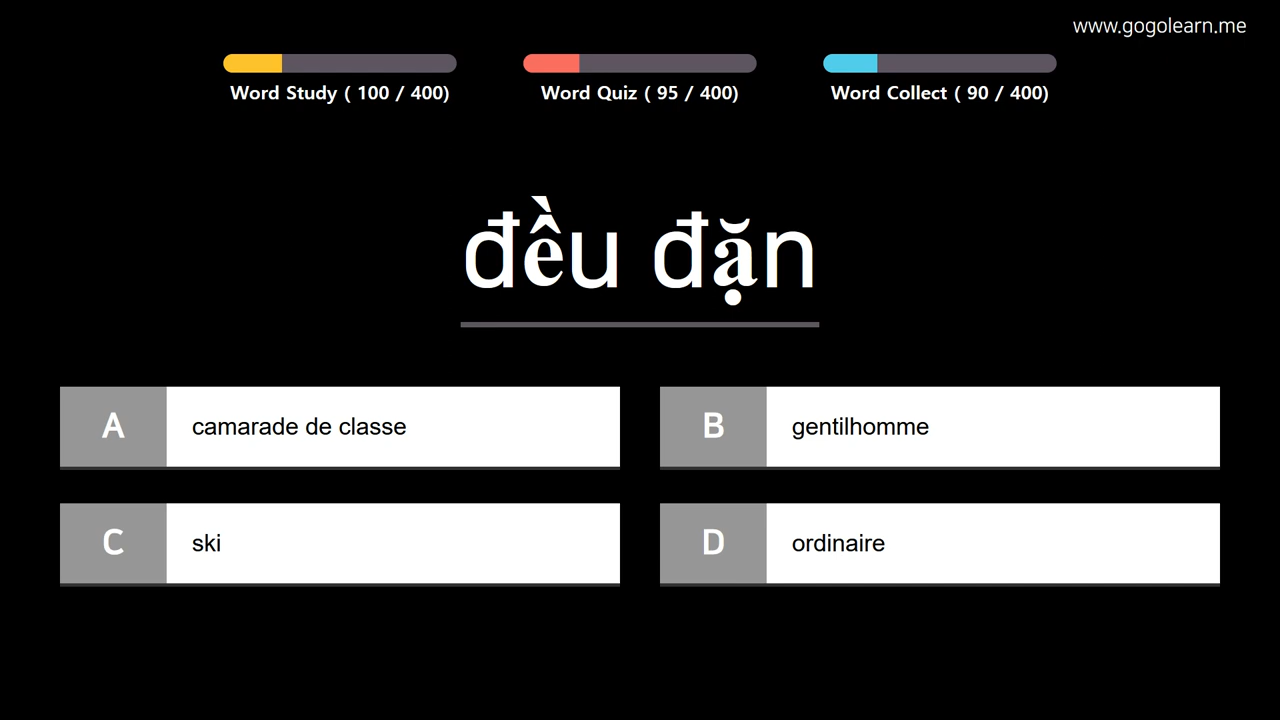 www.gogolearn.me
Word Study ( 100 / 400)
Word Quiz ( 95 / 400)
Word Collect ( 90 / 400)
đều đặn
A camarade de classe
B gentilhomme
C ski
D ordinaire